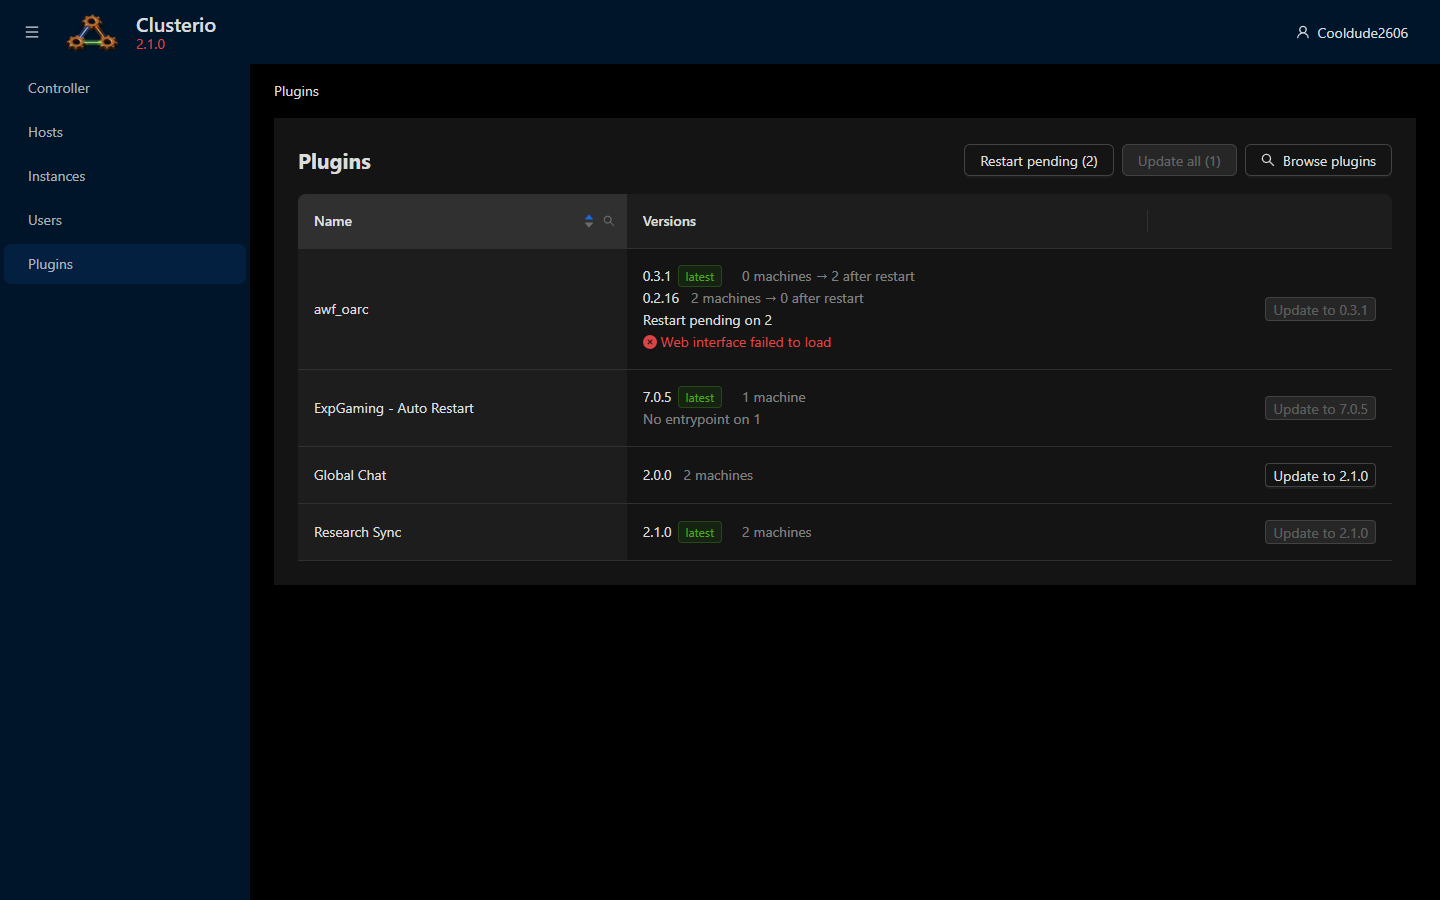 Clusterio
2.1.0
Cooldude2606
Controller
Hosts
Instances
Users
Plugins
Plugins
Plugins
Restart pending (2)
Update all (1)
Browse plugins
Name
Versions
awf_oarc
0.3.1 latest 0 machines → 2 after restart
0.2.16 2 machines → 0 after restart
Restart pending on 2
Web interface failed to load
Update to 0.3.1
ExpGaming - Auto Restart
7.0.5 latest 1 machine
No entrypoint on 1
Update to 7.0.5
Global Chat
2.0.0 2 machines
Update to 2.1.0
Research Sync
2.1.0 latest 2 machines
Update to 2.1.0